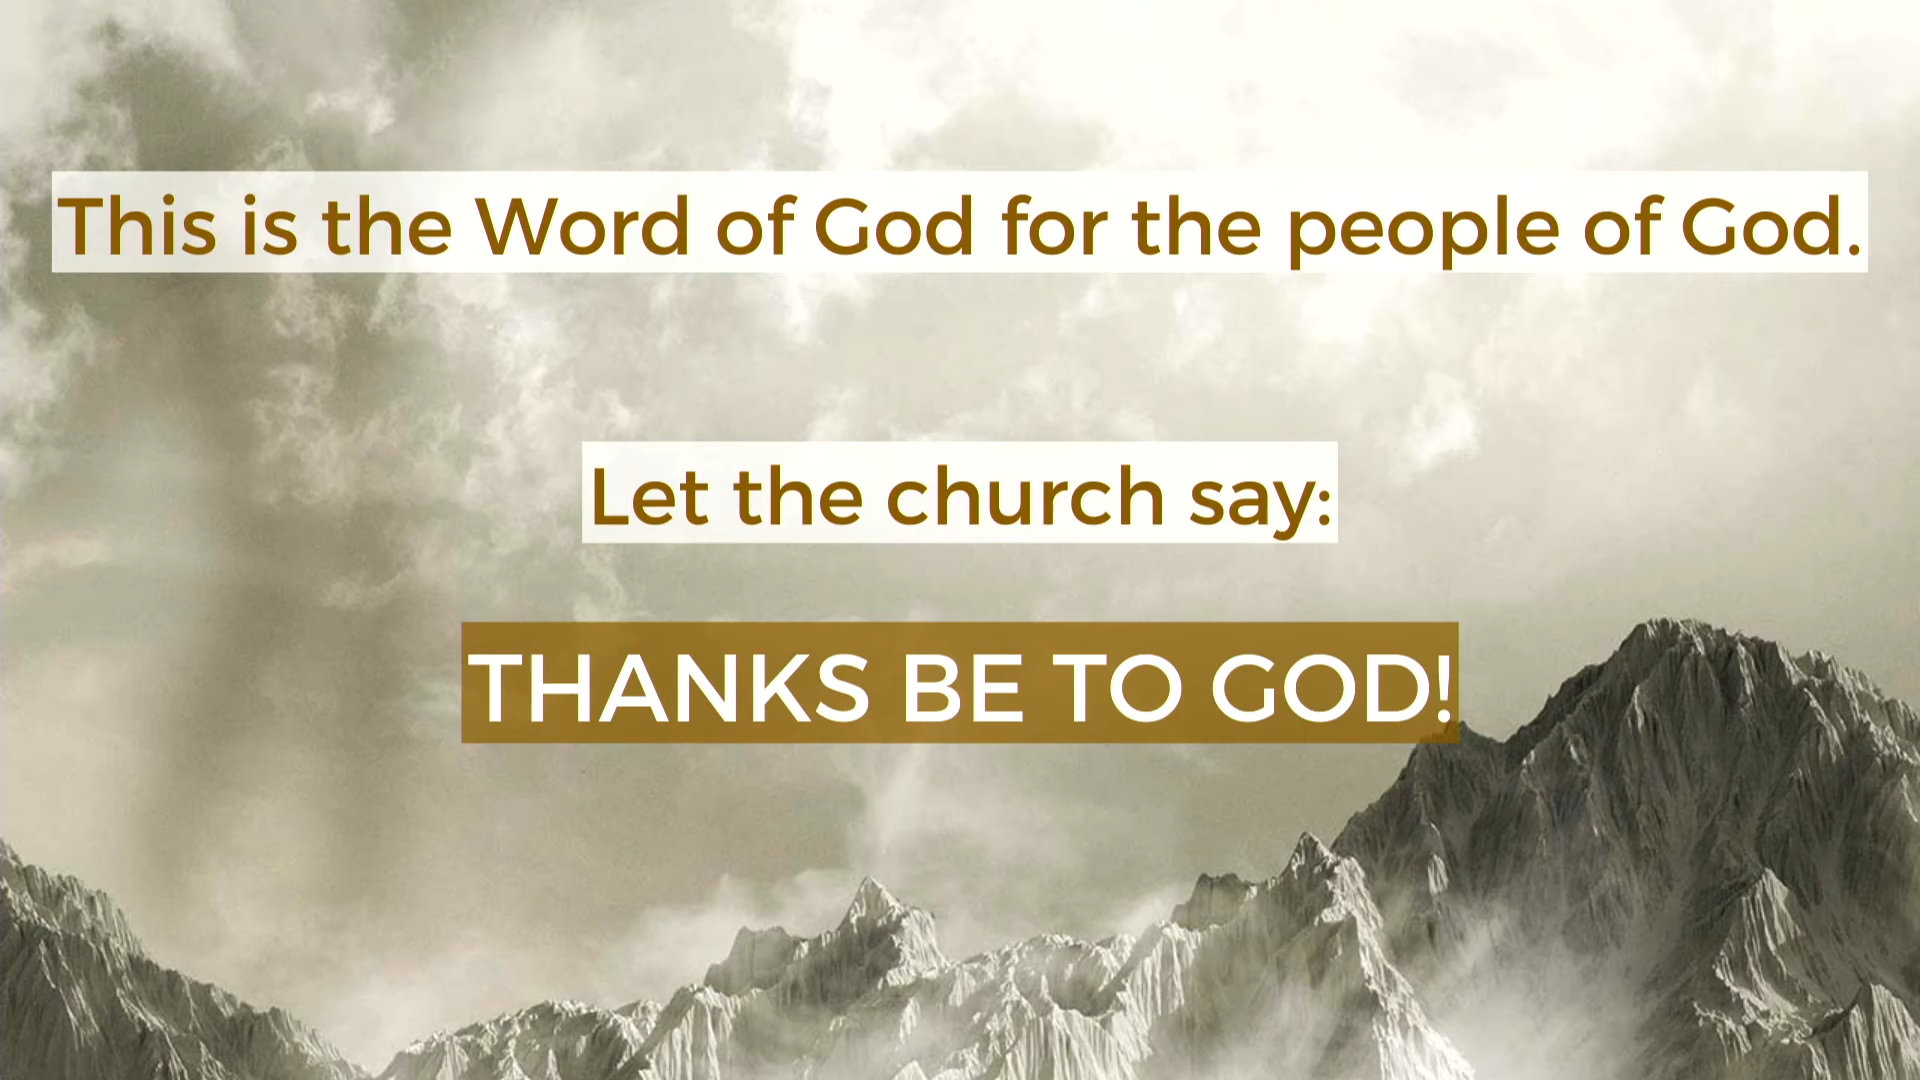 This is the Word of God for the people of God.
Let the church say:
THANKS BE TO GOD!